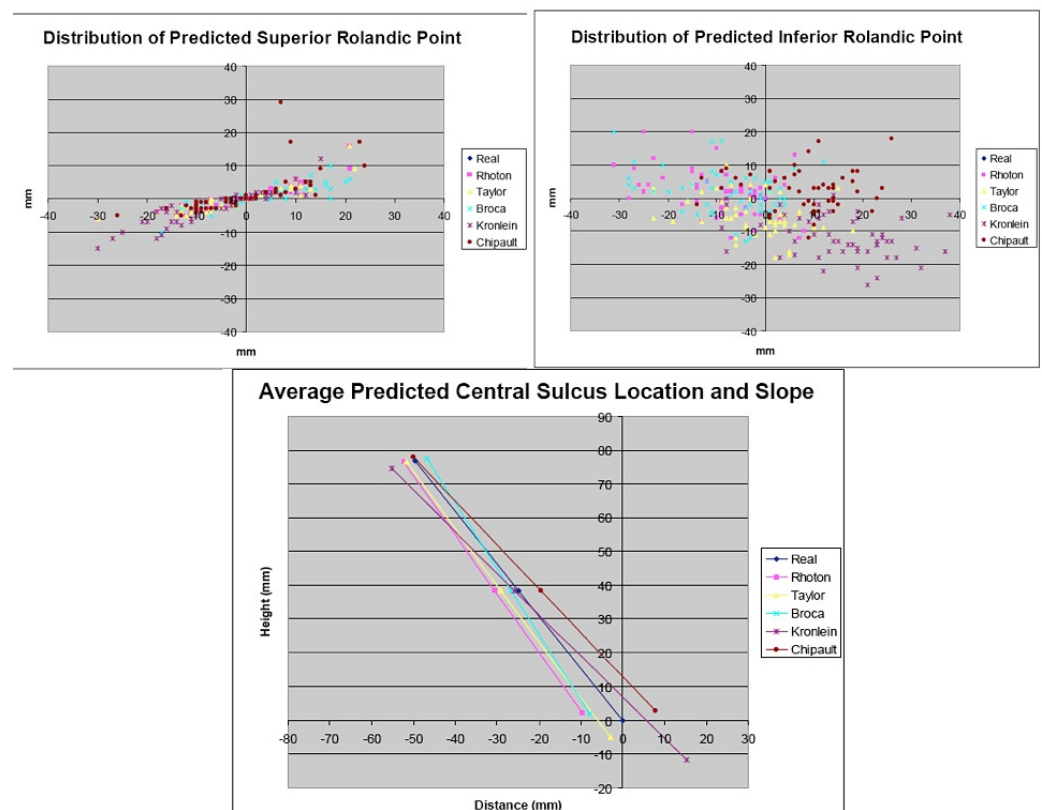 Distribution of Predicted Superior Rolandic Point
40
30
20
10
0
-10
-20
-30
-40
-40 -30 -20 -10 0 10 20 30 40
mm
mm
Real
Rhoton
Taylor
Broca
Kronlein
Chipault
Distribution of Predicted Inferior Rolandic Point
40
30
20
10
0
-10
-20
-30
-40
-40 -30 -20 -10 0 10 20 30 40
mm
mm
Real
Rhoton
Taylor
Broca
Kronlein
Chipault
Average Predicted Central Sulcus Location and Slope
90
80
70
60
50
40
30
20
10
0
-10
-20
-80 -70 -60 -50 -40 -30 -20 -10 0 10 20 30
Height (mm)
Distance (mm)
Real
Rhoton
Taylor
Broca
Kronlein
Chipault